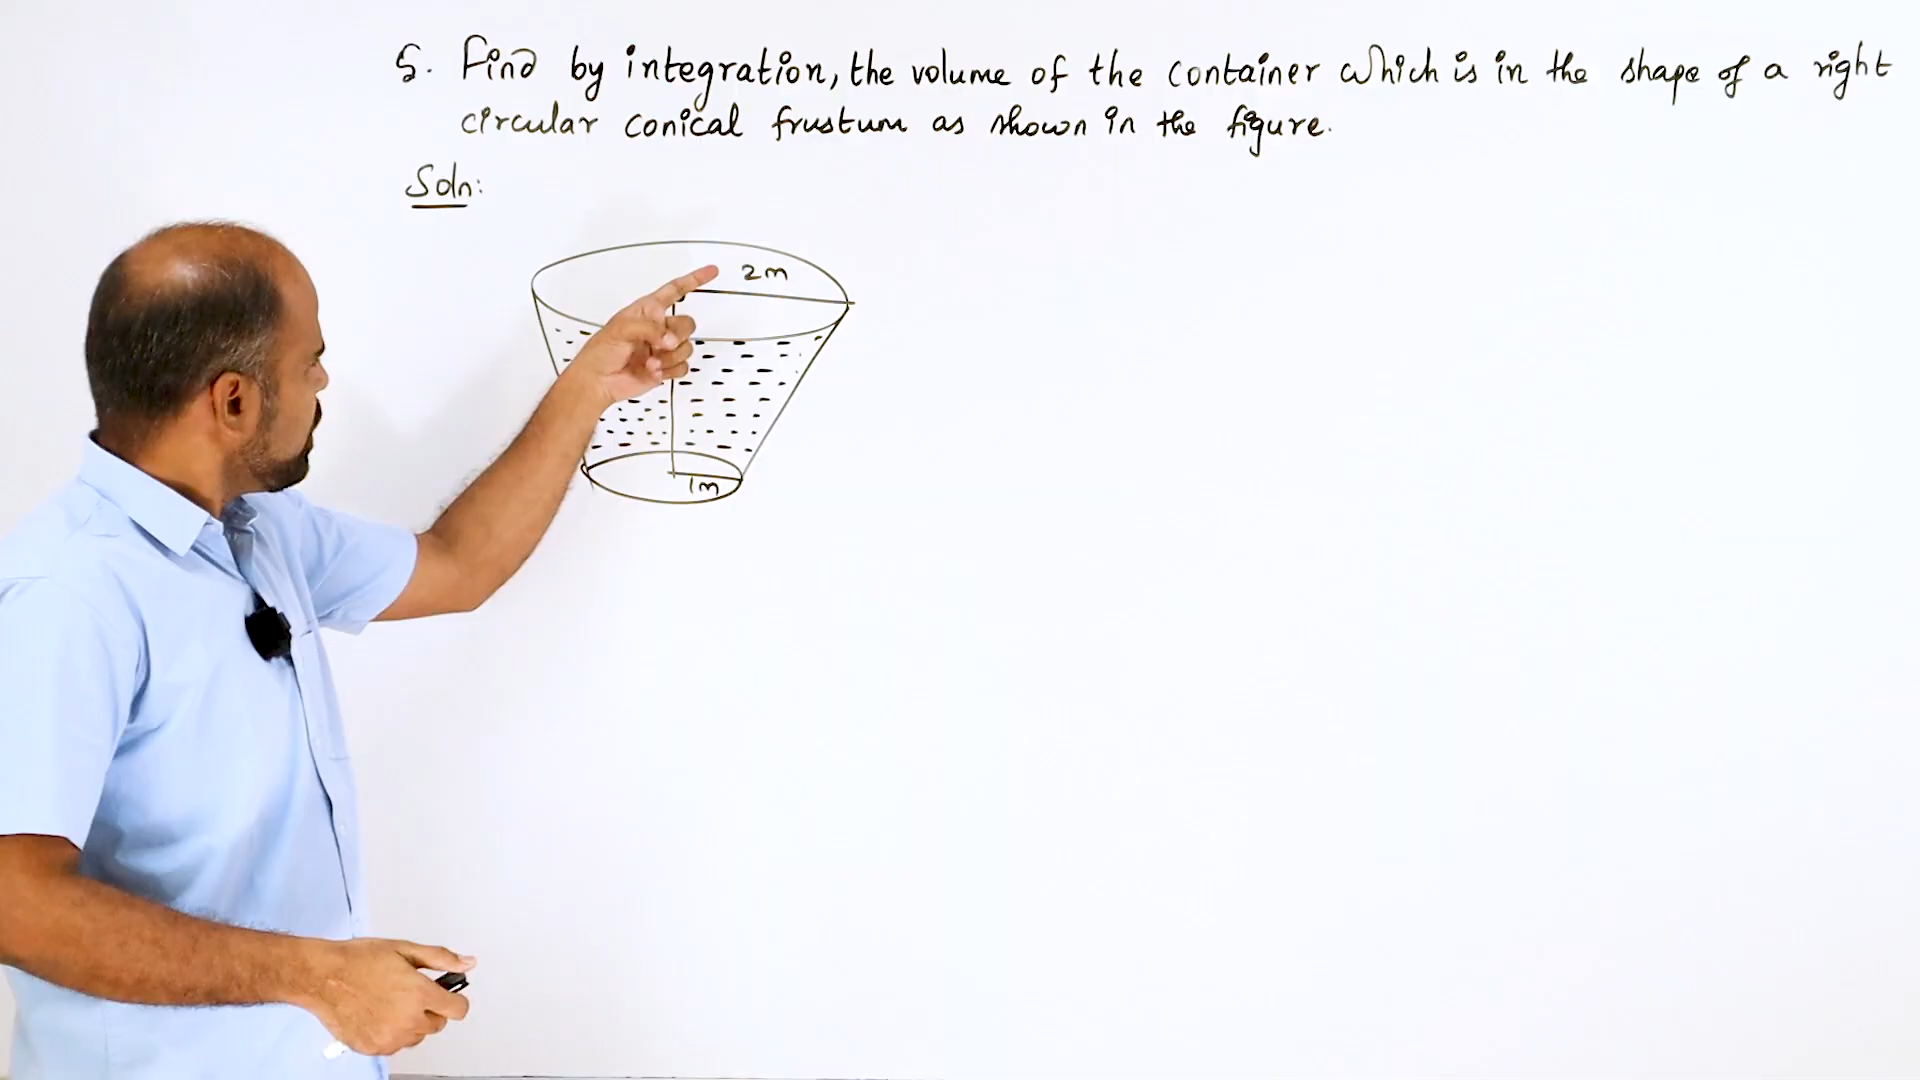 5. Find by integration, the volume of the container which is in the shape of a right
circular conical frustum as shown in the figure.
Soln:
2m
1m